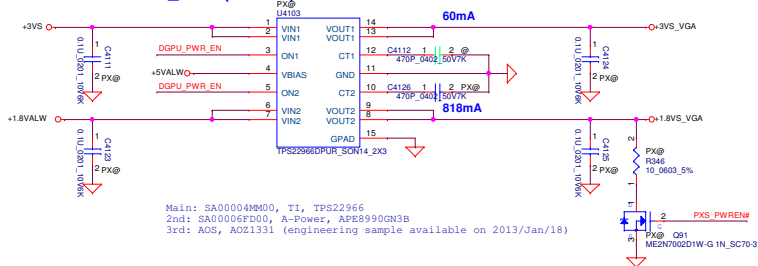 PX@
U4103
60mA
+3VS
1 VIN1 VOUT1 14
2 VIN1 VOUT1 13
+3VS_VGA
DGPU_PWR_EN 3 ON1 CT1 12 C4112 1 2 @
470P_0402_50V7K
+5VALW 4 VBIAS GND 11
DGPU_PWR_EN 5 ON2 CT2 10 C4126 1 2 PX@
470P_0402_50V7K
6 VIN2 VOUT2 9
818mA
+1.8VALW 7 VIN2 VOUT2 8
+1.8VS_VGA
GPAD 15
TPS22966DPUR_SON14_2X3
1
C4111
0.1U_0201_10V6K
2 PX@
1
C4124
0.1U_0201_10V6K
2 PX@
1
C4123
0.1U_0201_10V6K
2 PX@
1
C4125
0.1U_0201_10V6K
2 PX@
2
PX@
R346
10_0603_5%
1
PXS_PWREN#
2
G
3
PX@ Q91
ME2N7002D1W-G 1N_SC70-3
Main: SA00004MM00, TI, TPS22966
2nd: SA00006FD00, A-Power, APE8990GN3B
3rd: AOS, AOZ1331 (engineering sample available on 2013/Jan/18)